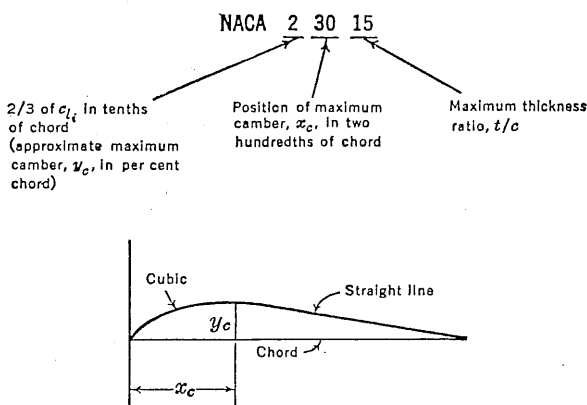 NACA 2 30 15
2/3 of c_{l_i} in tenths
of chord
(approximate maximum
camber, y_c, in per cent
chord)
Position of maximum
camber, x_c, in two
hundredths of chord
Maximum thickness
ratio, t/c
Cubic
Straight line
y_c
Chord
x_c